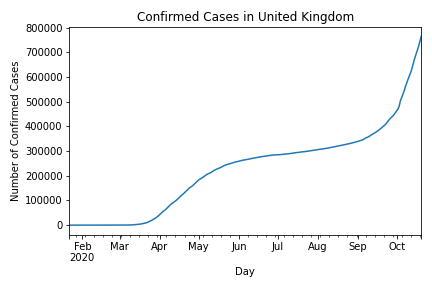 Confirmed Cases in United Kingdom
Number of Confirmed Cases
800000
700000
600000
500000
400000
300000
200000
100000
0
Feb Mar Apr May Jun Jul Aug Sep Oct
2020
Day